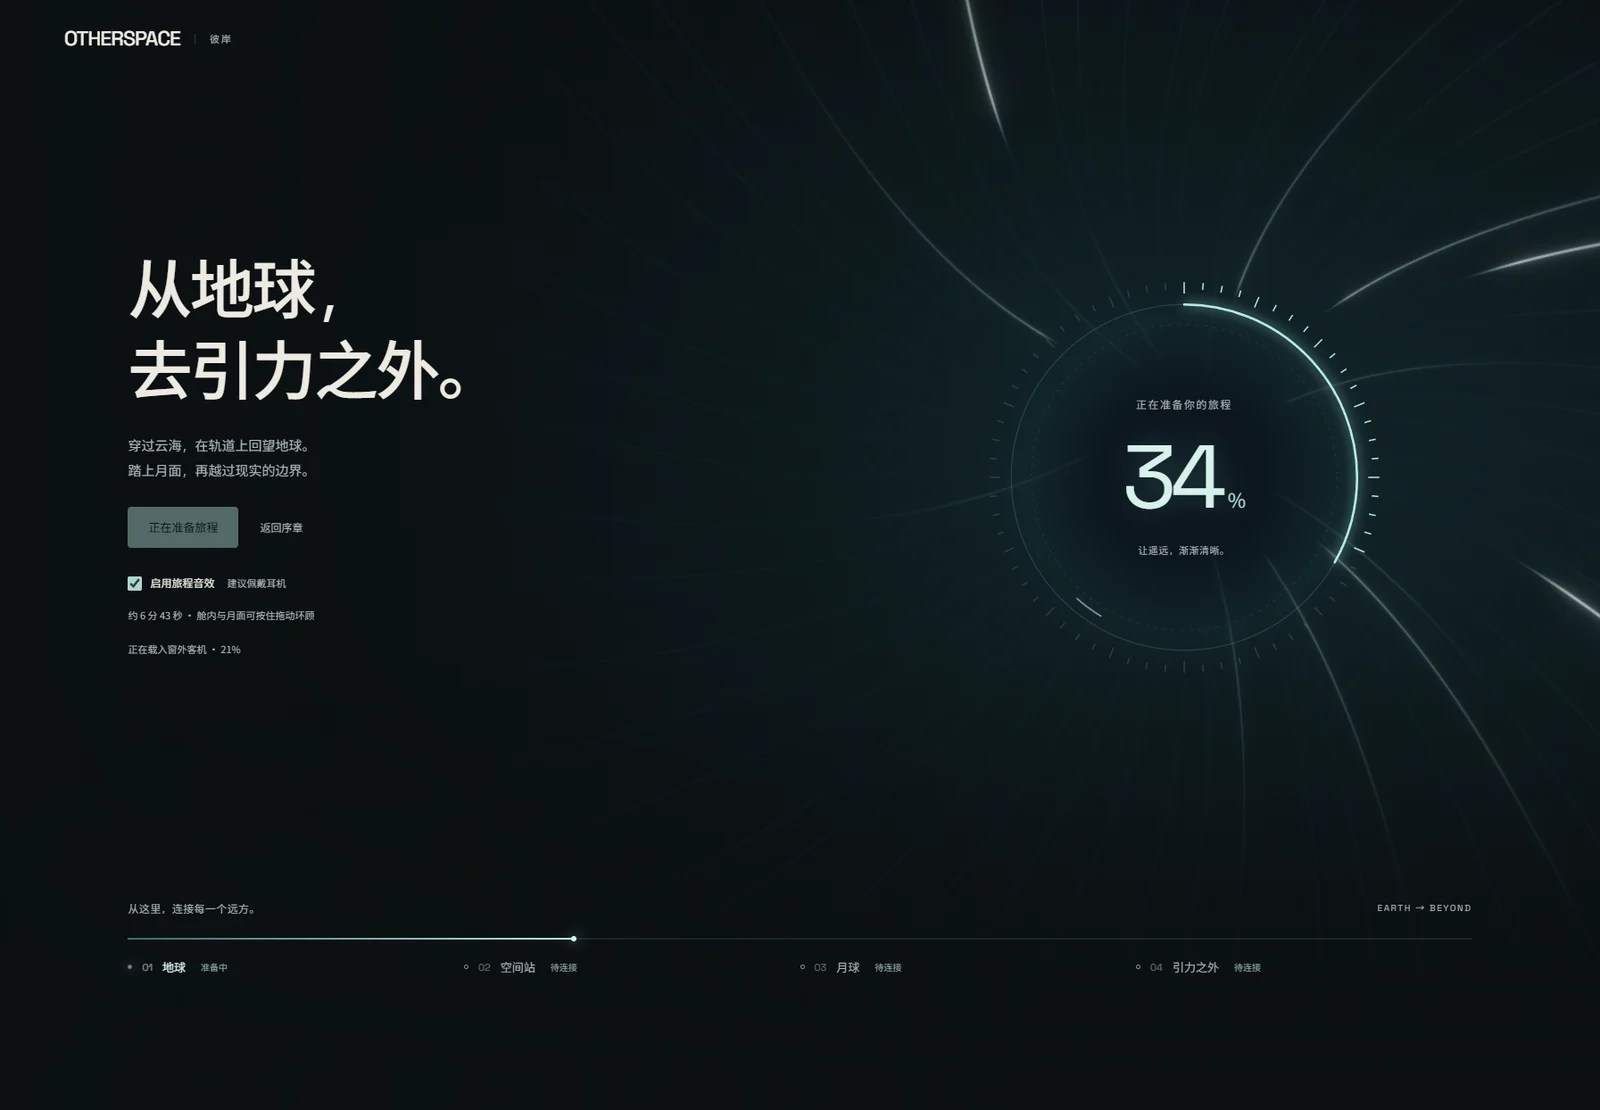 OTHERSPACE | 彼岸
从地球，
去引力之外。
穿过云海，在轨道上回望地球。
踏上月面，再越过现实的边界。
正在准备旅程
返回序章
启用旅程音效 建议佩戴耳机
约 6 分 43 秒 · 舱内与月面可按住拖动环顾
正在载入窗外客机 · 21%
正在准备你的旅程
34%
让遥远，渐渐清晰。
从这里，连接每一个远方。
EARTH → BEYOND
01 地球 准备中
02 空间站 待连接
03 月球 待连接
04 引力之外 待连接